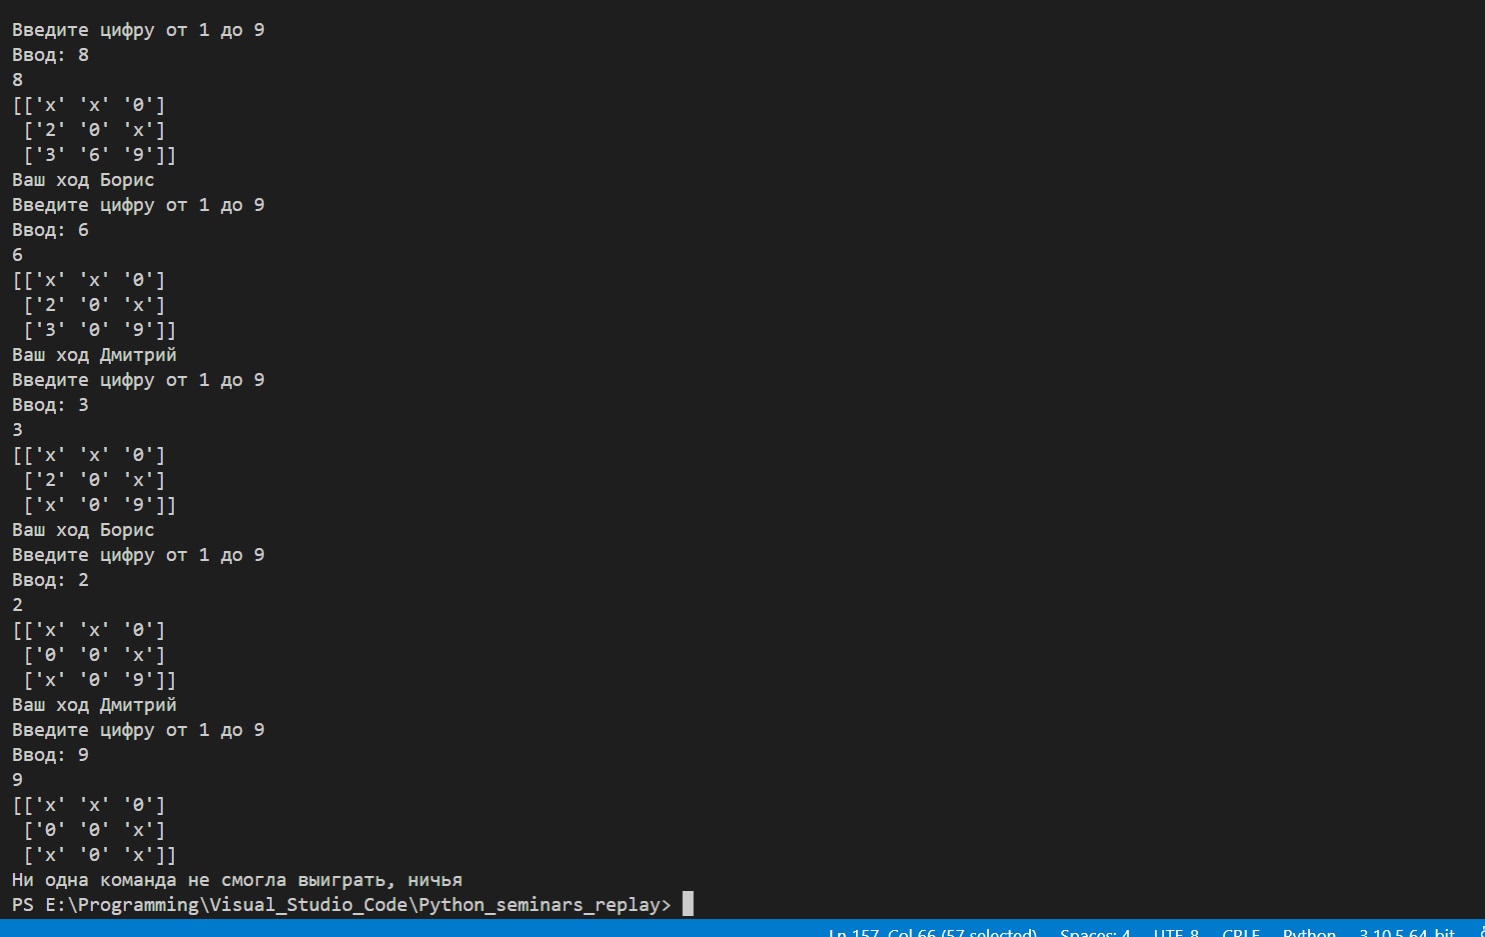 Введите цифру от 1 до 9
Ввод: 8
8
[['x' 'x' '0']
 ['2' '0' 'x']
 ['3' '6' '9']]
Ваш ход Борис
Введите цифру от 1 до 9
Ввод: 6
6
[['x' 'x' '0']
 ['2' '0' 'x']
 ['3' '0' '9']]
Ваш ход Дмитрий
Введите цифру от 1 до 9
Ввод: 3
3
[['x' 'x' '0']
 ['2' '0' 'x']
 ['x' '0' '9']]
Ваш ход Борис
Введите цифру от 1 до 9
Ввод: 2
2
[['x' 'x' '0']
 ['0' '0' 'x']
 ['x' '0' '9']]
Ваш ход Дмитрий
Введите цифру от 1 до 9
Ввод: 9
9
[['x' 'x' '0']
 ['0' '0' 'x']
 ['x' '0' 'x']]
Ни одна команда не смогла выиграть, ничья
PS E:\Programming\Visual_Studio_Code\Python_seminars_replay>
Ln 157, Col 66 (57 selected) Spaces: 4 UTF-8 CRLF Python 3.10.5 64-bit